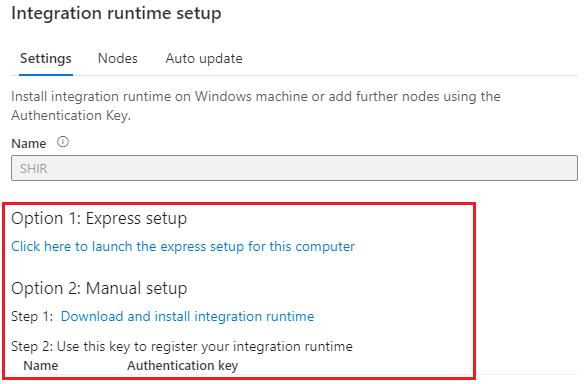 Integration runtime setup
Settings Nodes Auto update
Install integration runtime on Windows machine or add further nodes using the
Authentication Key.
Name
SHIR
Option 1: Express setup
Click here to launch the express setup for this computer
Option 2: Manual setup
Step 1: Download and install integration runtime
Step 2: Use this key to register your integration runtime
Name Authentication key